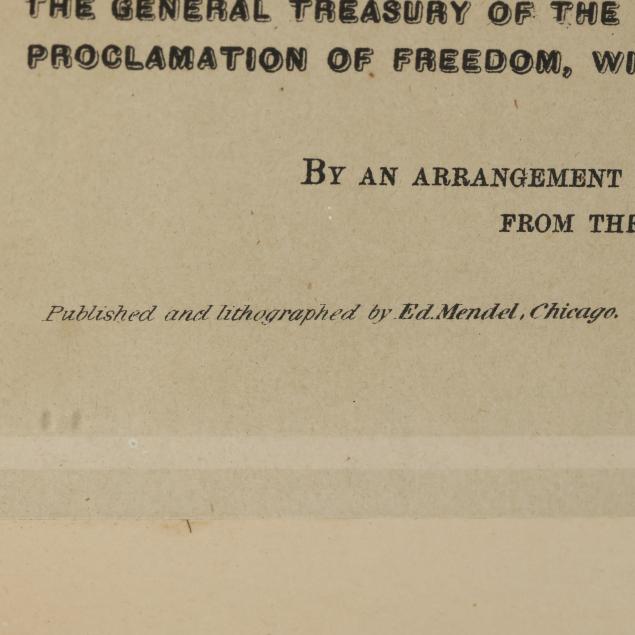 THE GENERAL TREASURY OF THE
PROCLAMATION OF FREEDOM,
BY AN ARRANGEMENT
FROM
Published and lithographed by Ed. Mendel, Chicago.